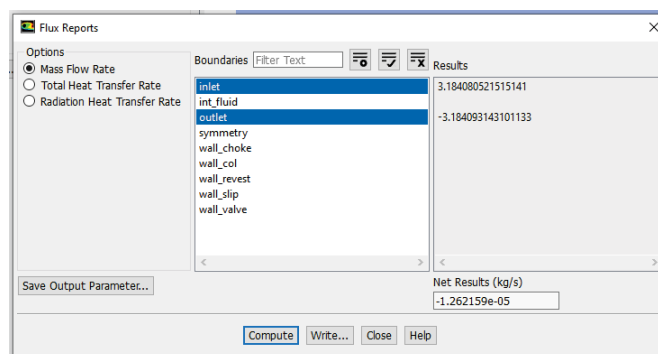 Flux Reports
Options
Mass Flow Rate
Total Heat Transfer Rate
Radiation Heat Transfer Rate
Save Output Parameter...
Boundaries Filter Text
inlet
int_fluid
outlet
symmetry
wall_choke
wall_col
wall_revest
wall_slip
wall_valve
Results
3.184080521515141
-3.184093143101133
Net Results (kg/s)
-1.262159e-05
Compute Write... Close Help